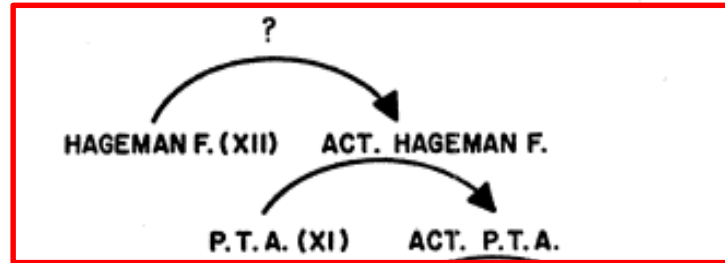 ?
HAGEMAN F. (XII) ACT. HAGEMAN F.
P.T.A. (XI) ACT. P.T.A.